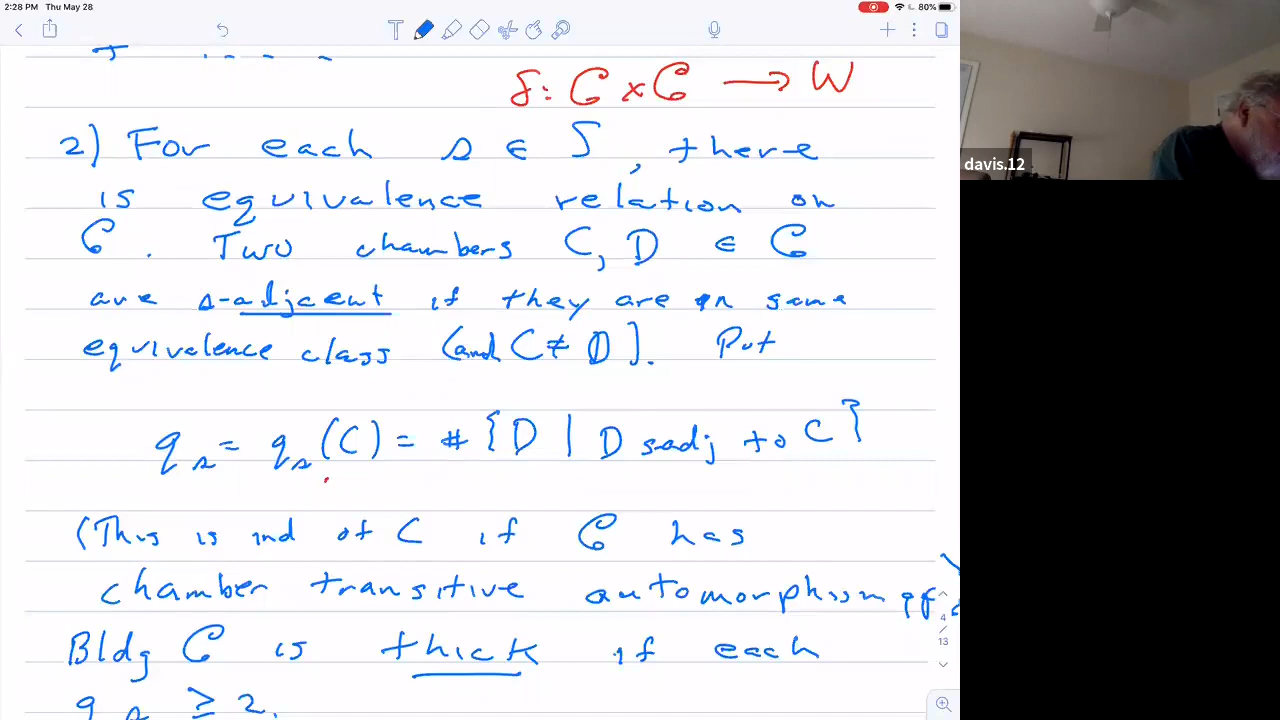 2:28 PM Thu May 28
80%
T
δ: C × C → W
2) For each s ∈ S, there
is equivalence relation on
C. Two chambers C, D ∈ C
are s-adjcent if they are in same
equivalence class (and C ≠ D). Put
q_s = q_s(C) = # {D | D s adj to C}
(This is ind of C if C has
chamber transitive automorphism gp)
Bldg C is thick if each
q_s ≥ 2.
davis.12
4
/
13